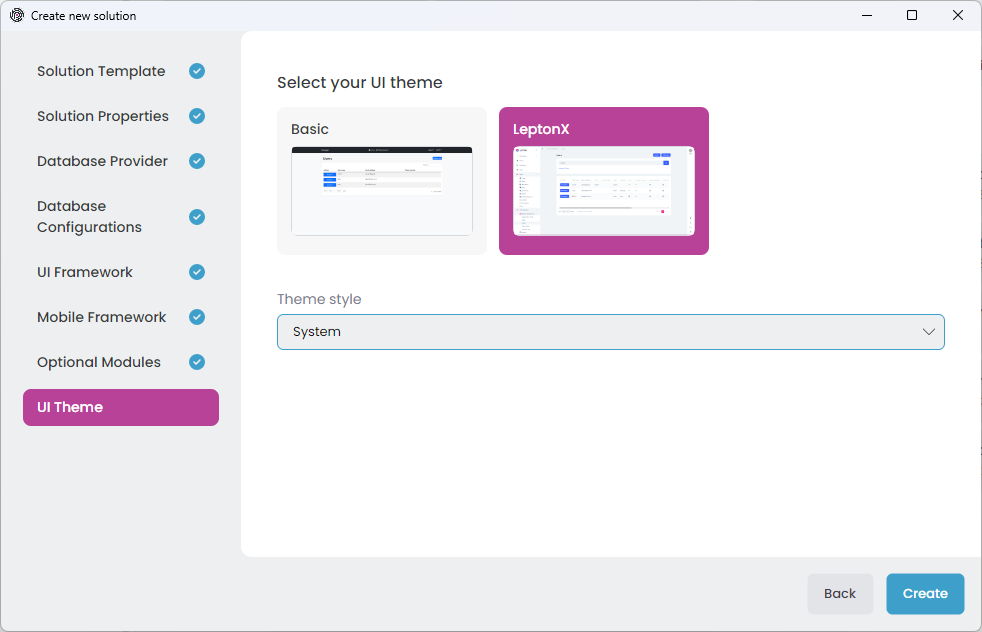 Create new solution
Solution Template
Solution Properties
Database Provider
Database
Configurations
UI Framework
Mobile Framework
Optional Modules
UI Theme
Select your UI theme
Basic
Users
LeptonX
Theme style
System
Back
Create